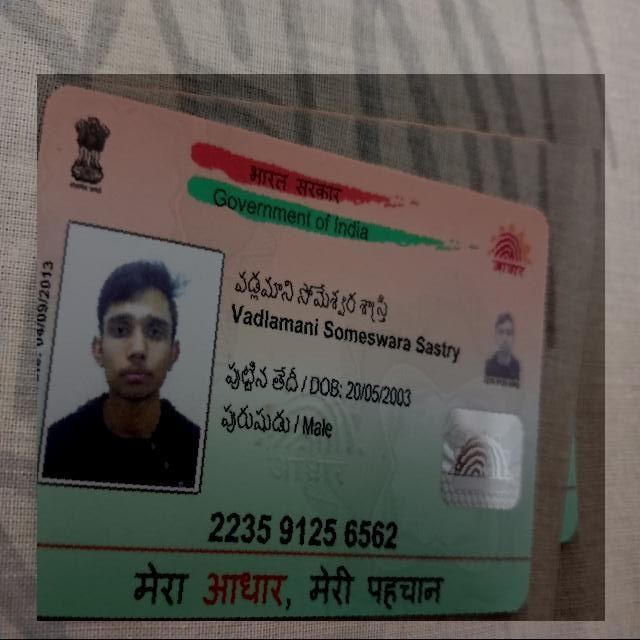 भारत सरकार
Government of India
आधार
వడ్లమాని సోమేశ్వర శాస్త్రి
Vadlamani Someswara Sastry
పుట్టిన తేదీ / DOB: 20/05/2003
పురుషుడు / Male
04/09/2013
2235 9125 6562
मेरा आधार, मेरी पहचान